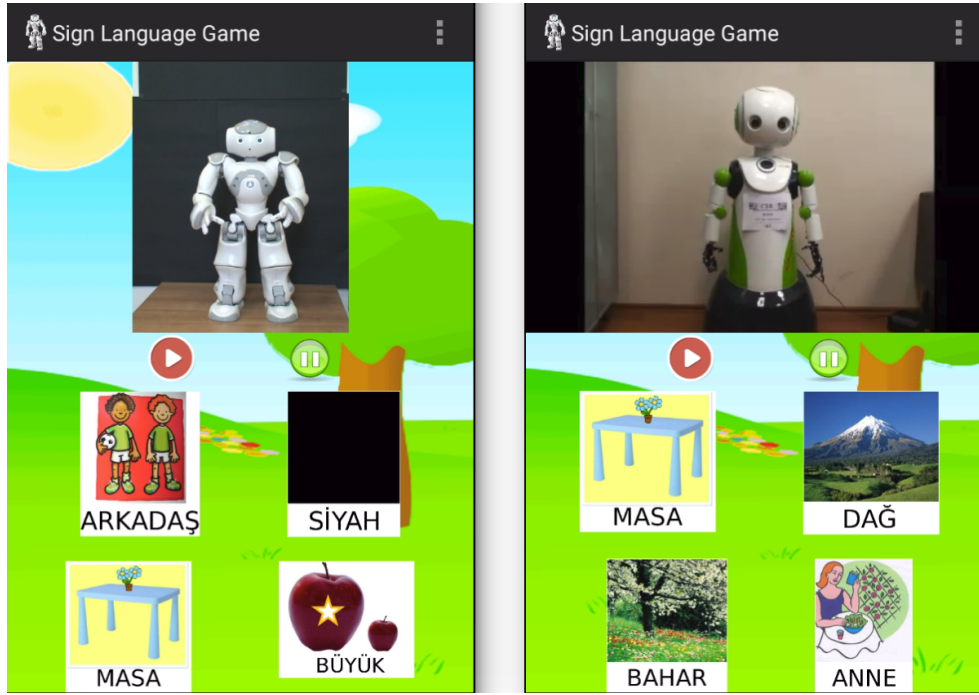 Sign Language Game
ARKADAŞ
SİYAH
MASA
BÜYÜK
Sign Language Game
MASA
DAĞ
BAHAR
ANNE